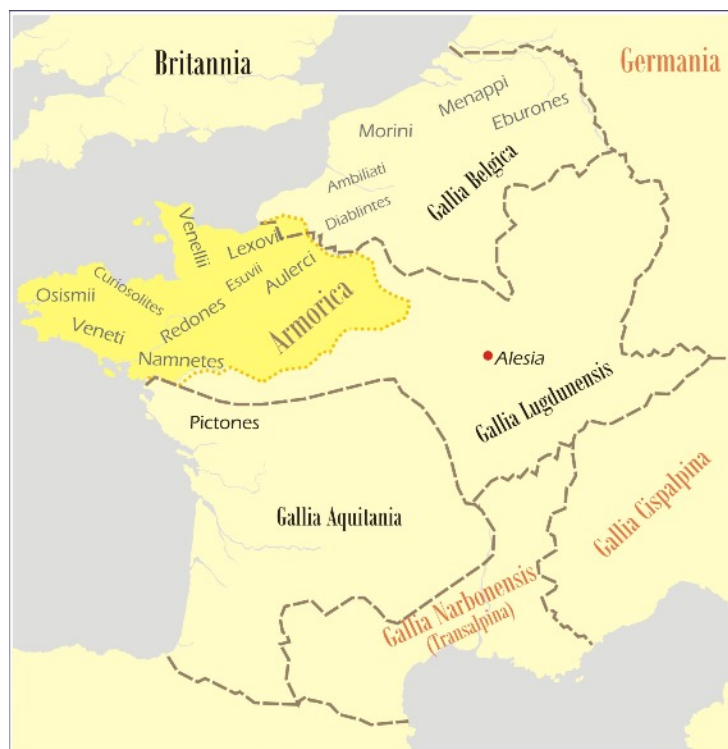 Britannia
Germania
Menappi
Eburones
Morini
Ambiliati
Gallia Belgica
Diablintes
Venellii
Lexovii
Curiosolites
Esuvii
Aulerci
Osismii
Redones
Armorica
Veneti
Namnetes
Alesia
Gallia Lugdunensis
Pictones
Gallia Cispalpina
Gallia Aquitania
Gallia Narbonensis
(Transalpina)